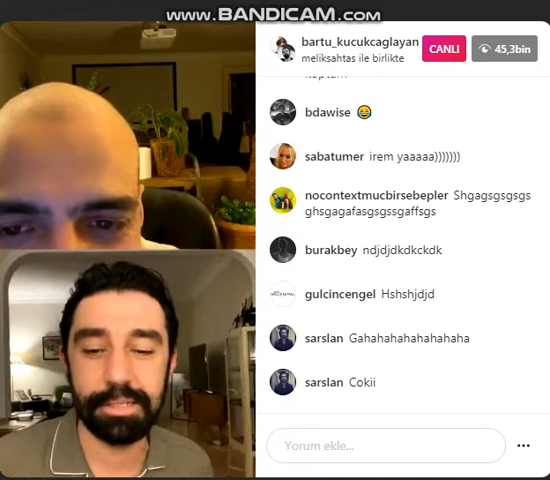 www.BANDICAM.com
bartu_kucukcaglayan
meliksahtas ile birlikte
CANLI
45,3bin
bdawise 😂
sabatumer irem yaaaaa)))))))
nocontextmucbirsebepler Shgagsgsgsgs
ghsgagafasgsgssgaffsgs
burakbey ndjdjdkdkckdk
gulcincengel Hshshjdjd
sarslan Gahahahahahahahaha
sarslan Cokii
Yorum ekle...